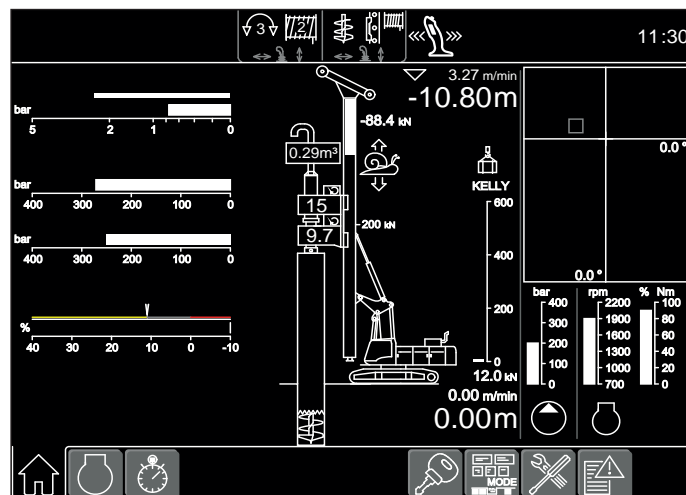 3 2
11:30
3.27 m/min
-10.80m
bar
5 2 1 0
-88.4 kN
0.29m³
KELLY
0.0 °
bar
400 300 200 100 0
15
600
200 kN
bar
400 300 200 100 0
9.7
400
0.0 °
200
%
40 30 20 10 0 -10
0
12.0 kN
0.00 m/min
0.00m
bar
400
300
200
100
0
rpm
2200
1900
1600
1300
1000
700
% Nm
100
80
60
40
20
0
MODE